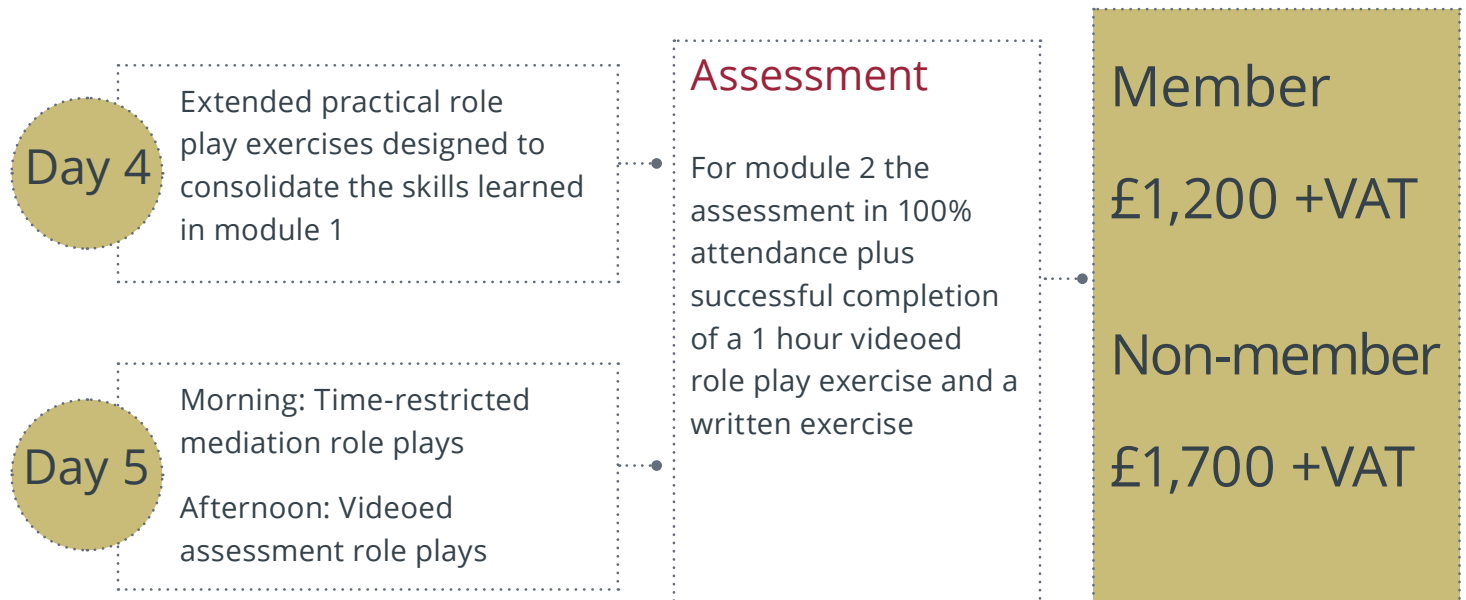 Day 4
Extended practical role
play exercises designed to
consolidate the skills learned
in module 1
Day 5
Morning: Time-restricted
mediation role plays
Afternoon: Videoed
assessment role plays
Assessment
For module 2 the
assessment in 100%
attendance plus
successful completion
of a 1 hour videoed
role play exercise and a
written exercise
Member
£1,200 +VAT
Non-member
£1,700 +VAT